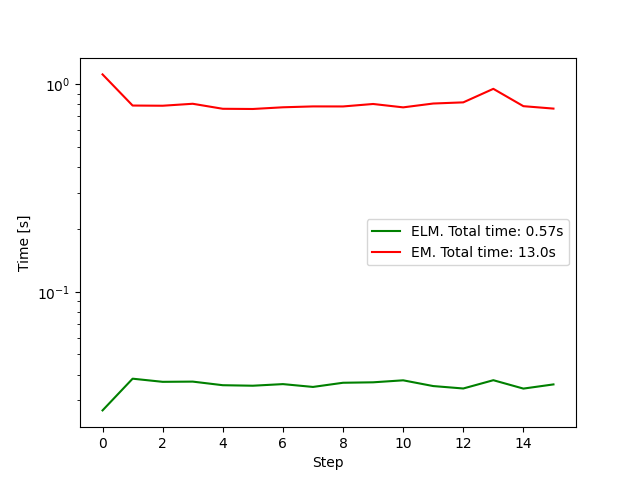 10⁰
10⁻¹
Time [s]
ELM. Total time: 0.57s
EM. Total time: 13.0s
0 2 4 6 8 10 12 14
Step